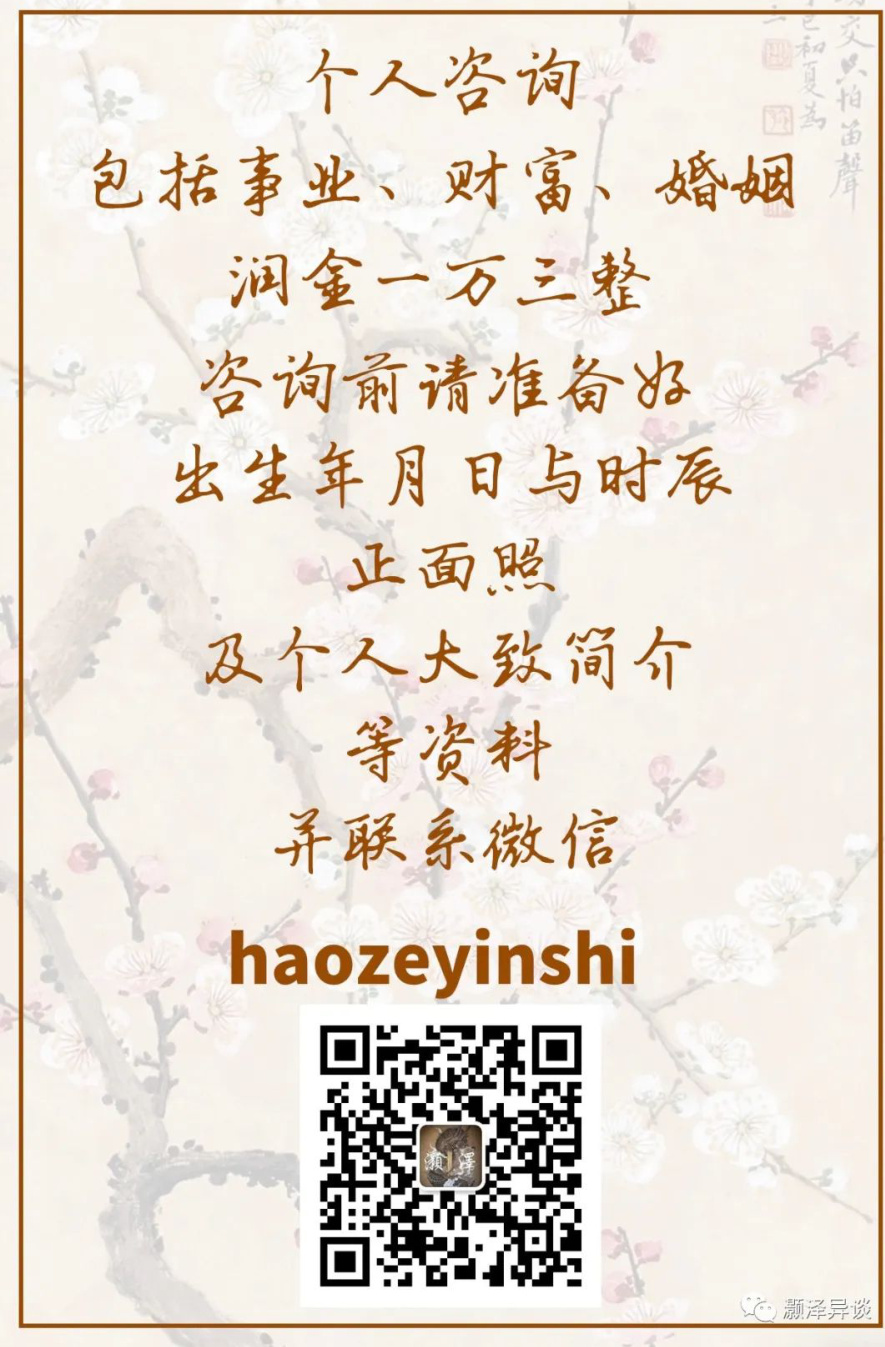 个人咨询
包括事业、财富、婚姻
润金一万三整
咨询前请准备好
出生年月日与时辰
正面照
及个人大致简介
等资料
并联系微信
haozeyinshi
灏澤
灏泽异谈